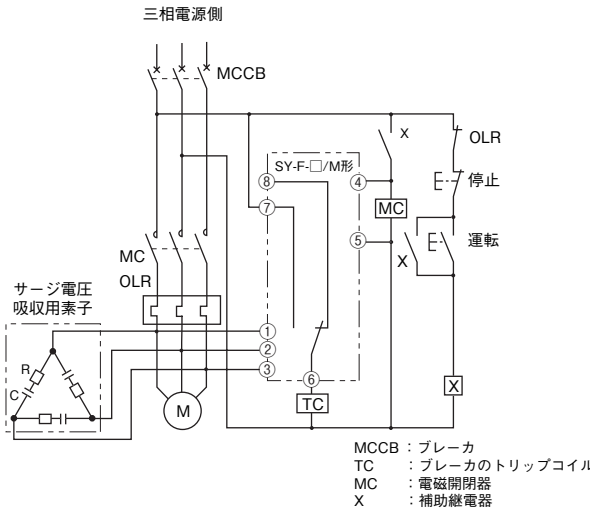 三相電源側
MCCB
X
OLR
SY-F-□/M形
⑧
④
停止
⑦
MC
⑤
運転
MC
X
OLR
サージ電圧
吸収用素子
①
②
③
R
⑥
X
C
TC
M
MCCB：ブレーカ
TC：ブレーカのトリップコイル
MC：電磁開閉器
X：補助継電器